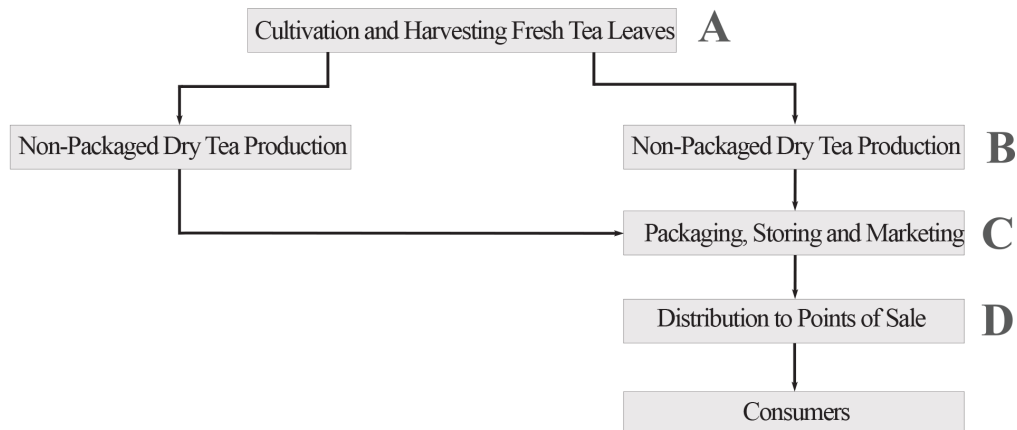 Cultivation and Harvesting Fresh Tea Leaves A
Non-Packaged Dry Tea Production
Non-Packaged Dry Tea Production B
Packaging, Storing and Marketing C
Distribution to Points of Sale D
Consumers